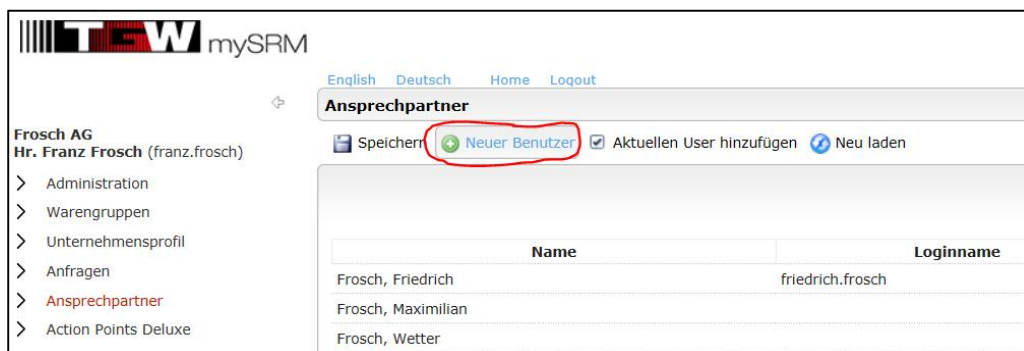 TGW mySRM
English Deutsch Home Logout
Ansprechpartner
Frosch AG
Hr. Franz Frosch (franz.frosch)
Speichern Neuer Benutzer Aktuellen User hinzufügen Neu laden
Administration
Warengruppen
Unternehmensprofil
Anfragen
Ansprechpartner
Action Points Deluxe
Name Loginname
Frosch, Friedrich friedrich.frosch
Frosch, Maximilian
Frosch, Wetter